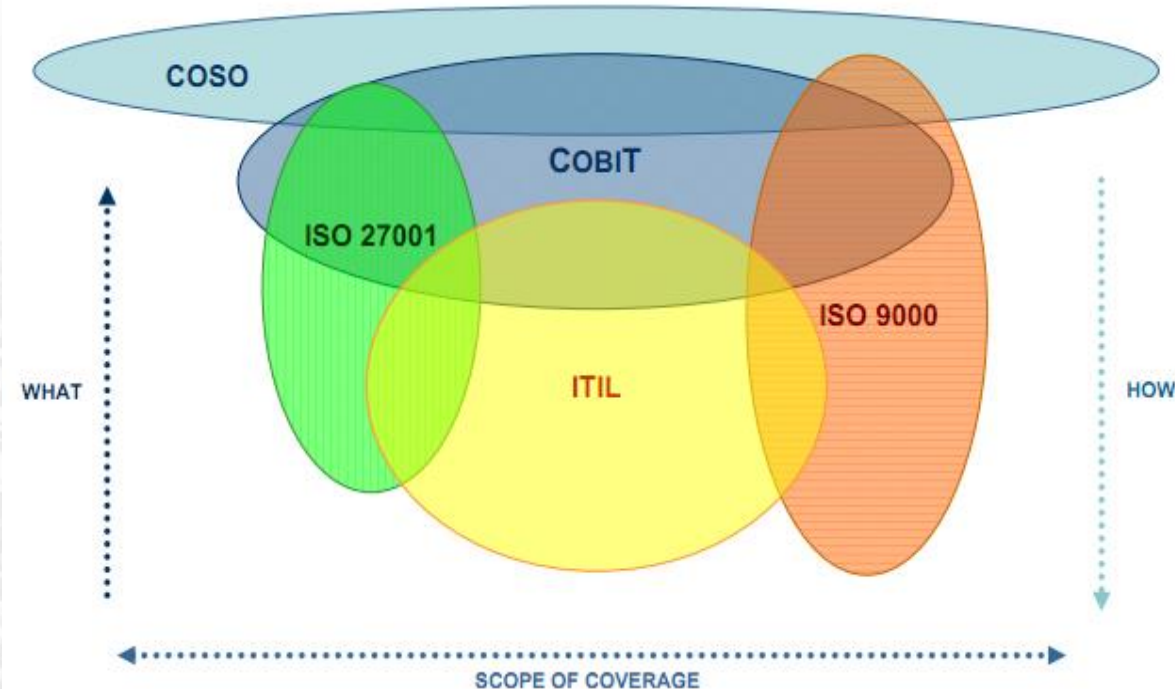 COSO
COBIT
ISO 27001
ISO 9000
ITIL
WHAT
HOW
SCOPE OF COVERAGE